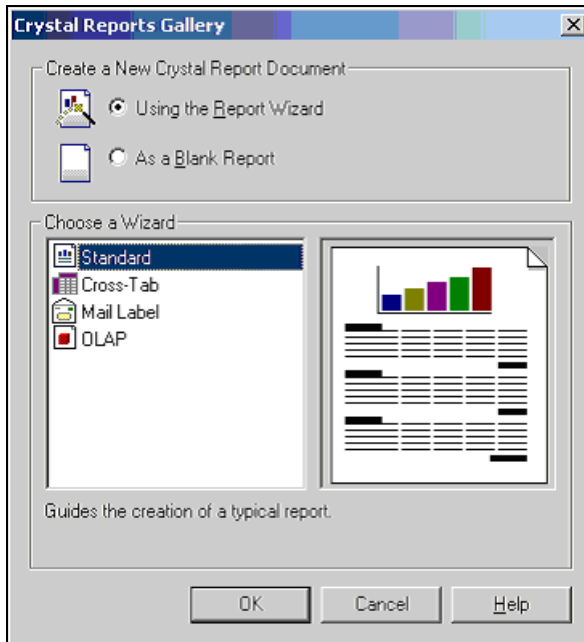 Crystal Reports Gallery
Create a New Crystal Report Document
Using the Report Wizard
As a Blank Report
Choose a Wizard
Standard
Cross-Tab
Mail Label
OLAP
Guides the creation of a typical report.
OK Cancel Help